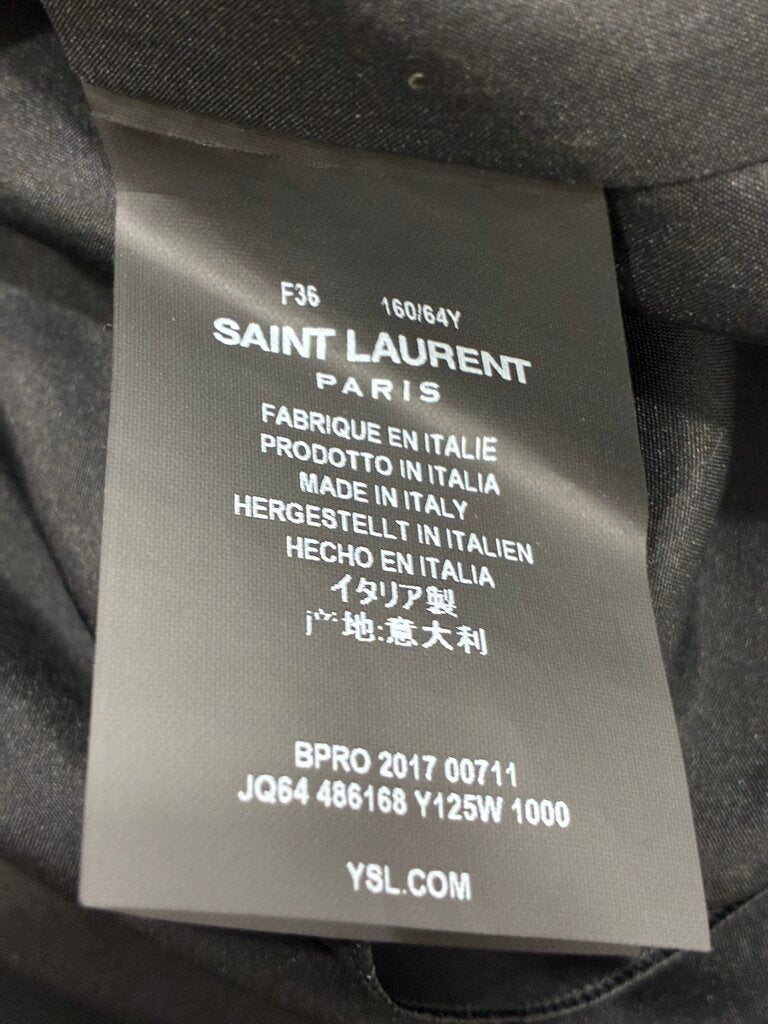 F36 160/64Y
SAINT LAURENT
PARIS
FABRIQUE EN ITALIE
PRODOTTO IN ITALIA
MADE IN ITALY
HERGESTELLT IN ITALIEN
HECHO EN ITALIA
イタリア製
产地:意大利
BPRO 2017 00711
JQ64 486168 Y125W 1000
YSL.COM